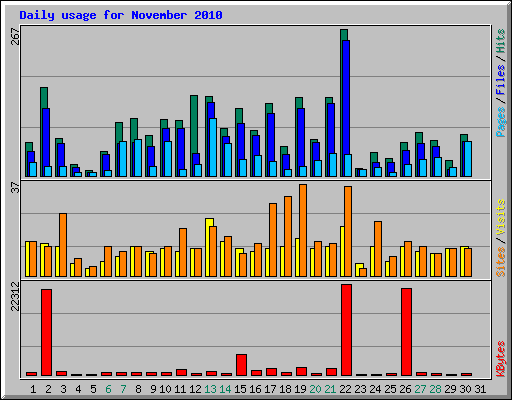 Daily usage for November 2010
267
Pages / Files / Hits
37
Sites / Visits
22312
KBytes
1 2 3 4 5 6 7 8 9 10 11 12 13 14 15 16 17 18 19 20 21 22 23 24 25 26 27 28 29 30 31